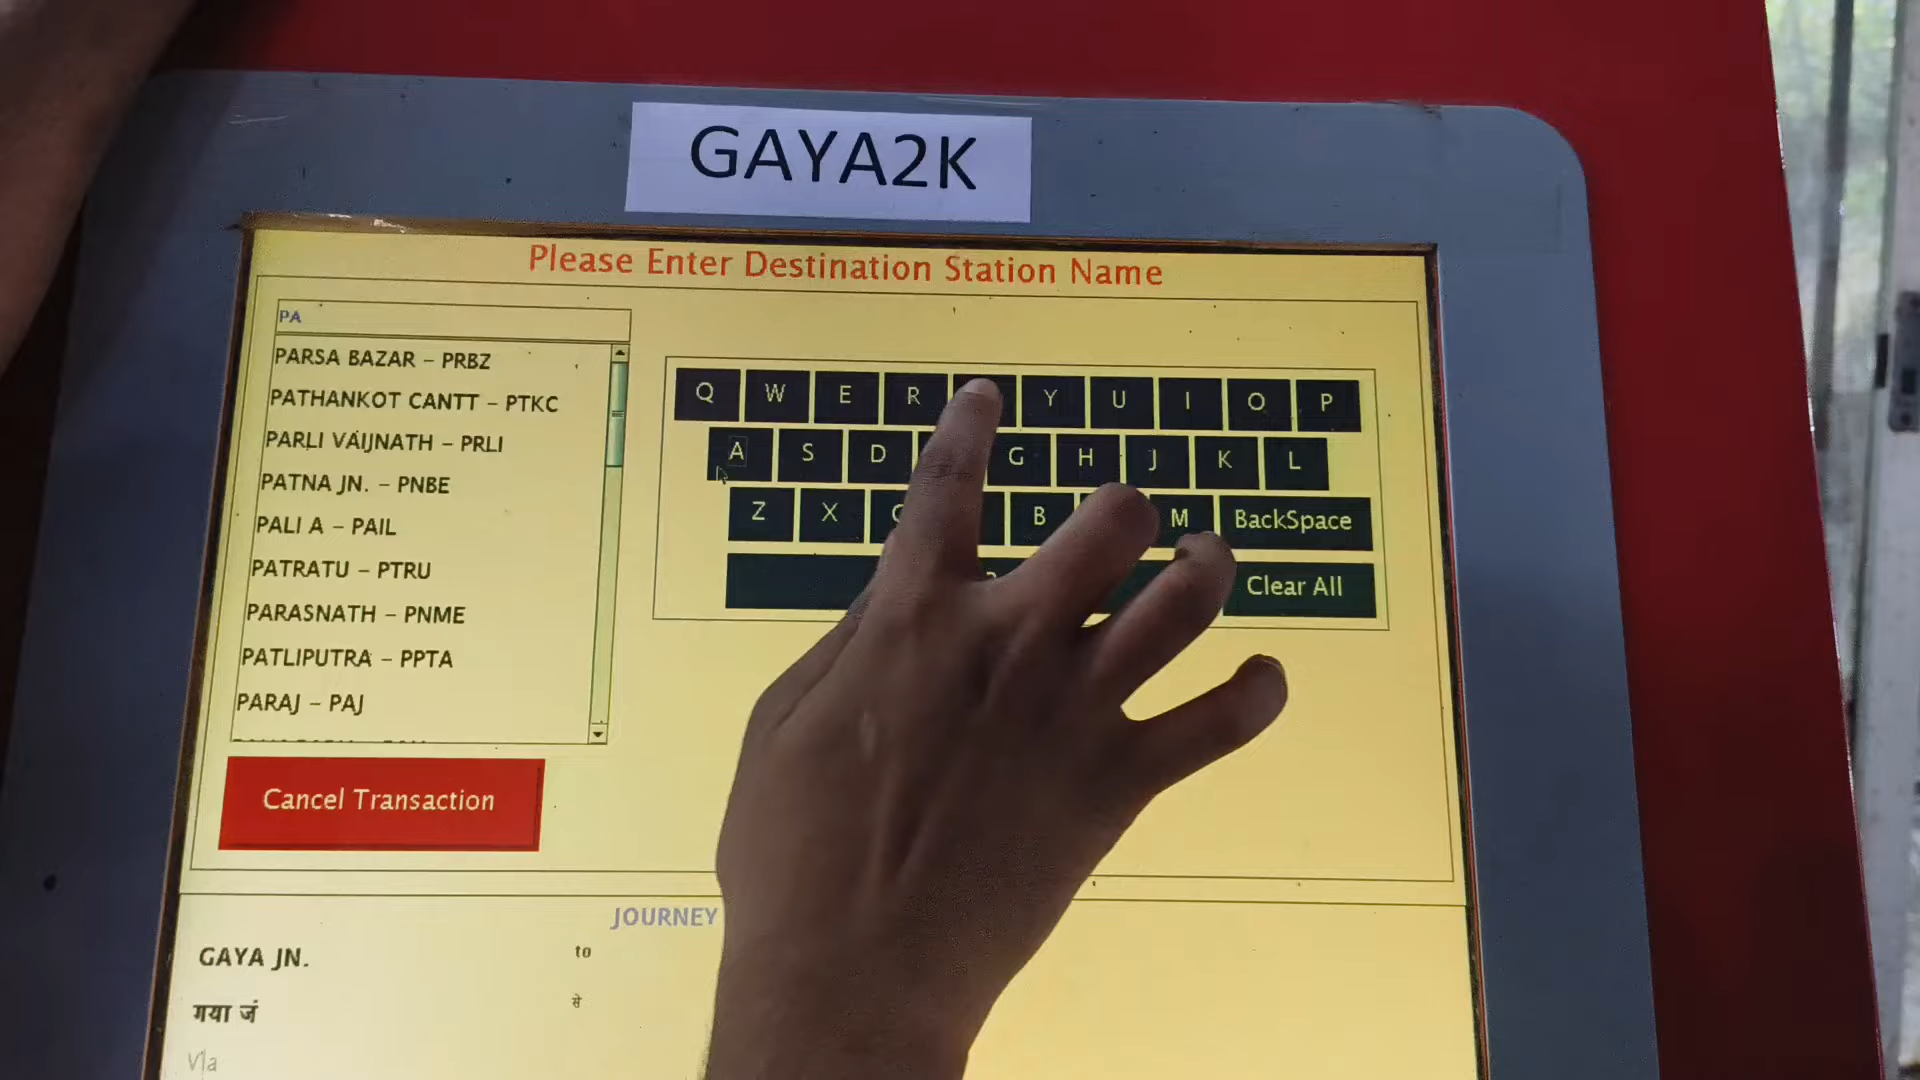 GAYA2K
Please Enter Destination Station Name
PA
PARSA BAZAR – PRBZ
PATHANKOT CANTT – PTKC
PARLI VAIJNATH – PRLI
PATNA JN. – PNBE
PALI A – PAIL
PATRATU – PTRU
PARASNATH – PNME
PATLIPUTRA – PPTA
PARAJ – PAJ
Q W E R Y U I O P
A S D G H J K L
Z X B M BackSpace
Clear All
Cancel Transaction
JOURNEY
GAYA JN. to
गया जं से
Via